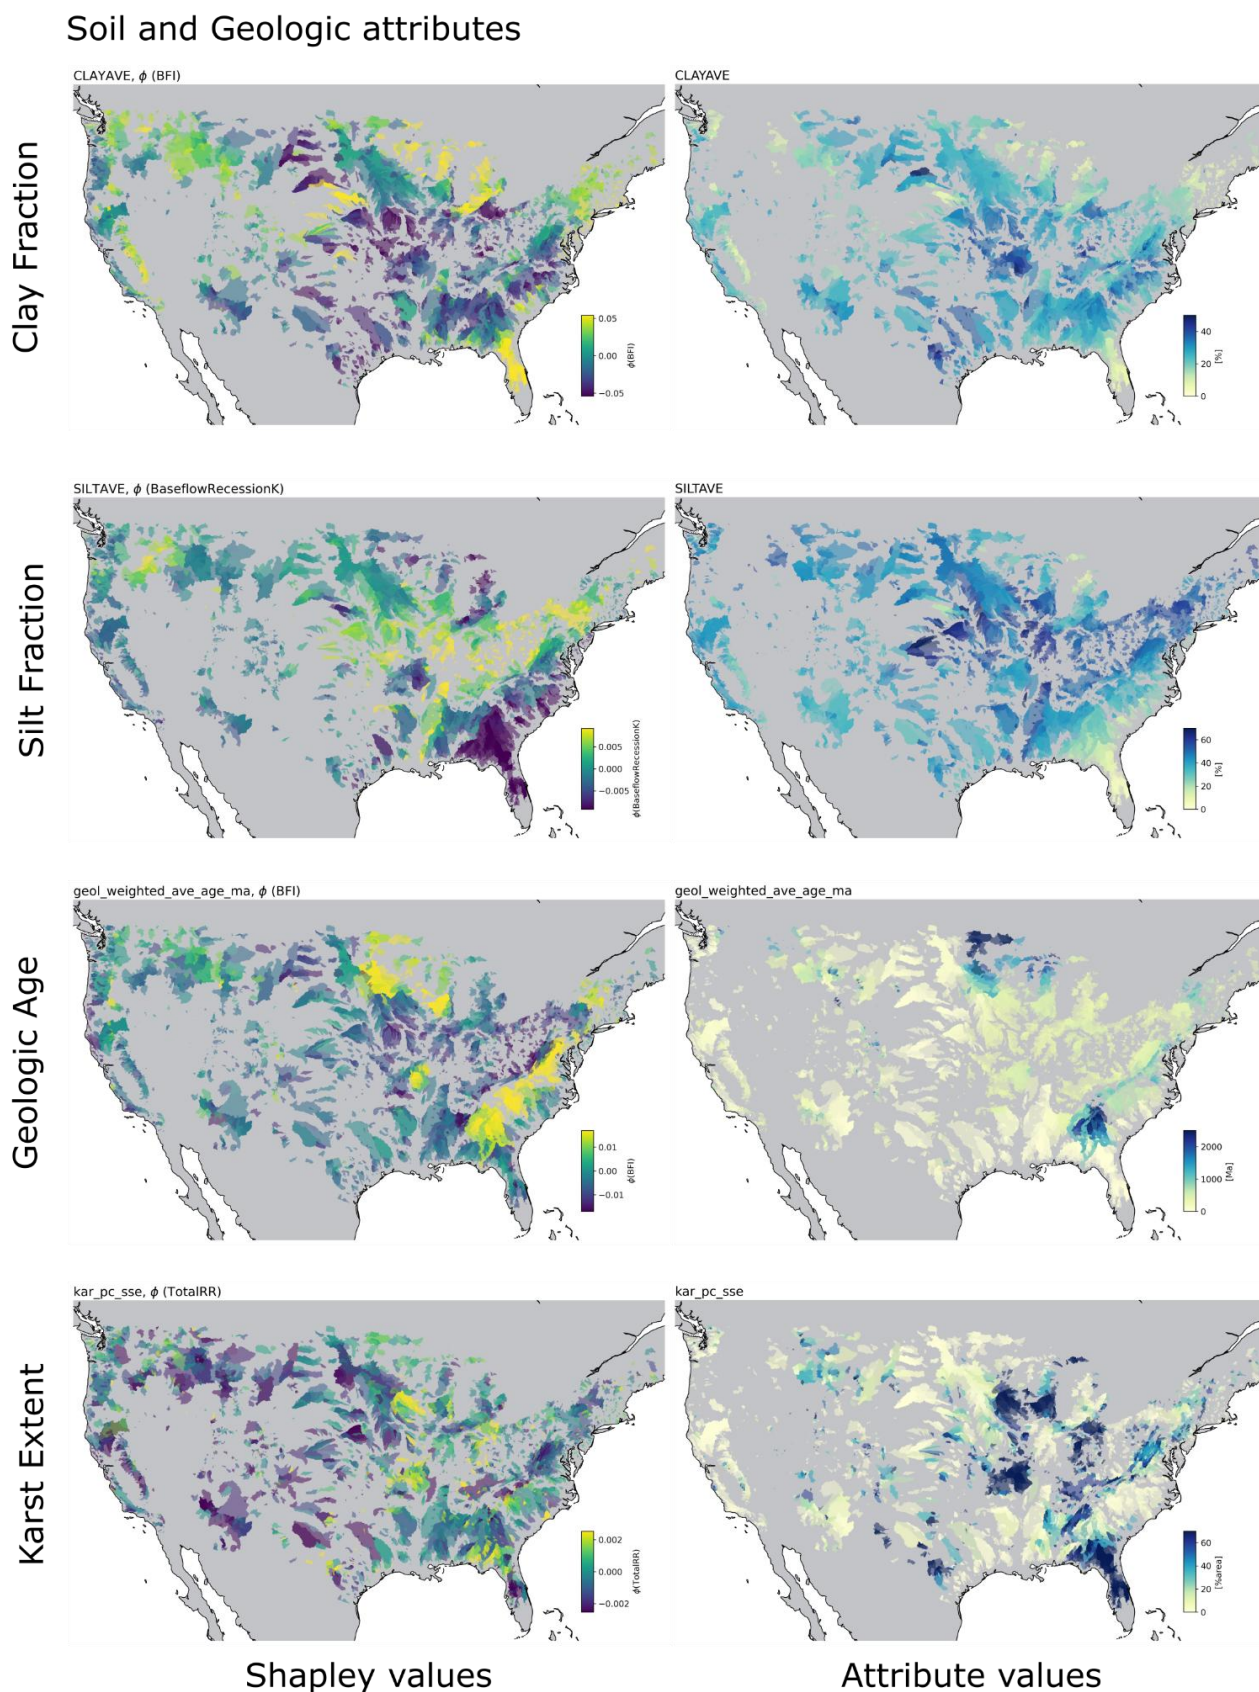 Soil and Geologic attributes
Clay Fraction
CLAYAVE, ϕ (BFI)
0.05
0.00
−0.05
ϕ(BFI)
CLAYAVE
40
20
0
[%]
Silt Fraction
SILTAVE, ϕ (BaseflowRecessionK)
0.005
0.000
−0.005
ϕ(BaseflowRecessionK)
SILTAVE
60
40
20
0
[%]
Geologic Age
geol_weighted_ave_age_ma, ϕ (BFI)
0.01
0.00
−0.01
ϕ(BFI)
geol_weighted_ave_age_ma
2000
1000
0
[Ma]
Karst Extent
kar_pc_sse, ϕ (TotalRR)
0.002
0.000
−0.002
ϕ(TotalRR)
kar_pc_sse
60
40
20
0
[%area]
Shapley values
Attribute values